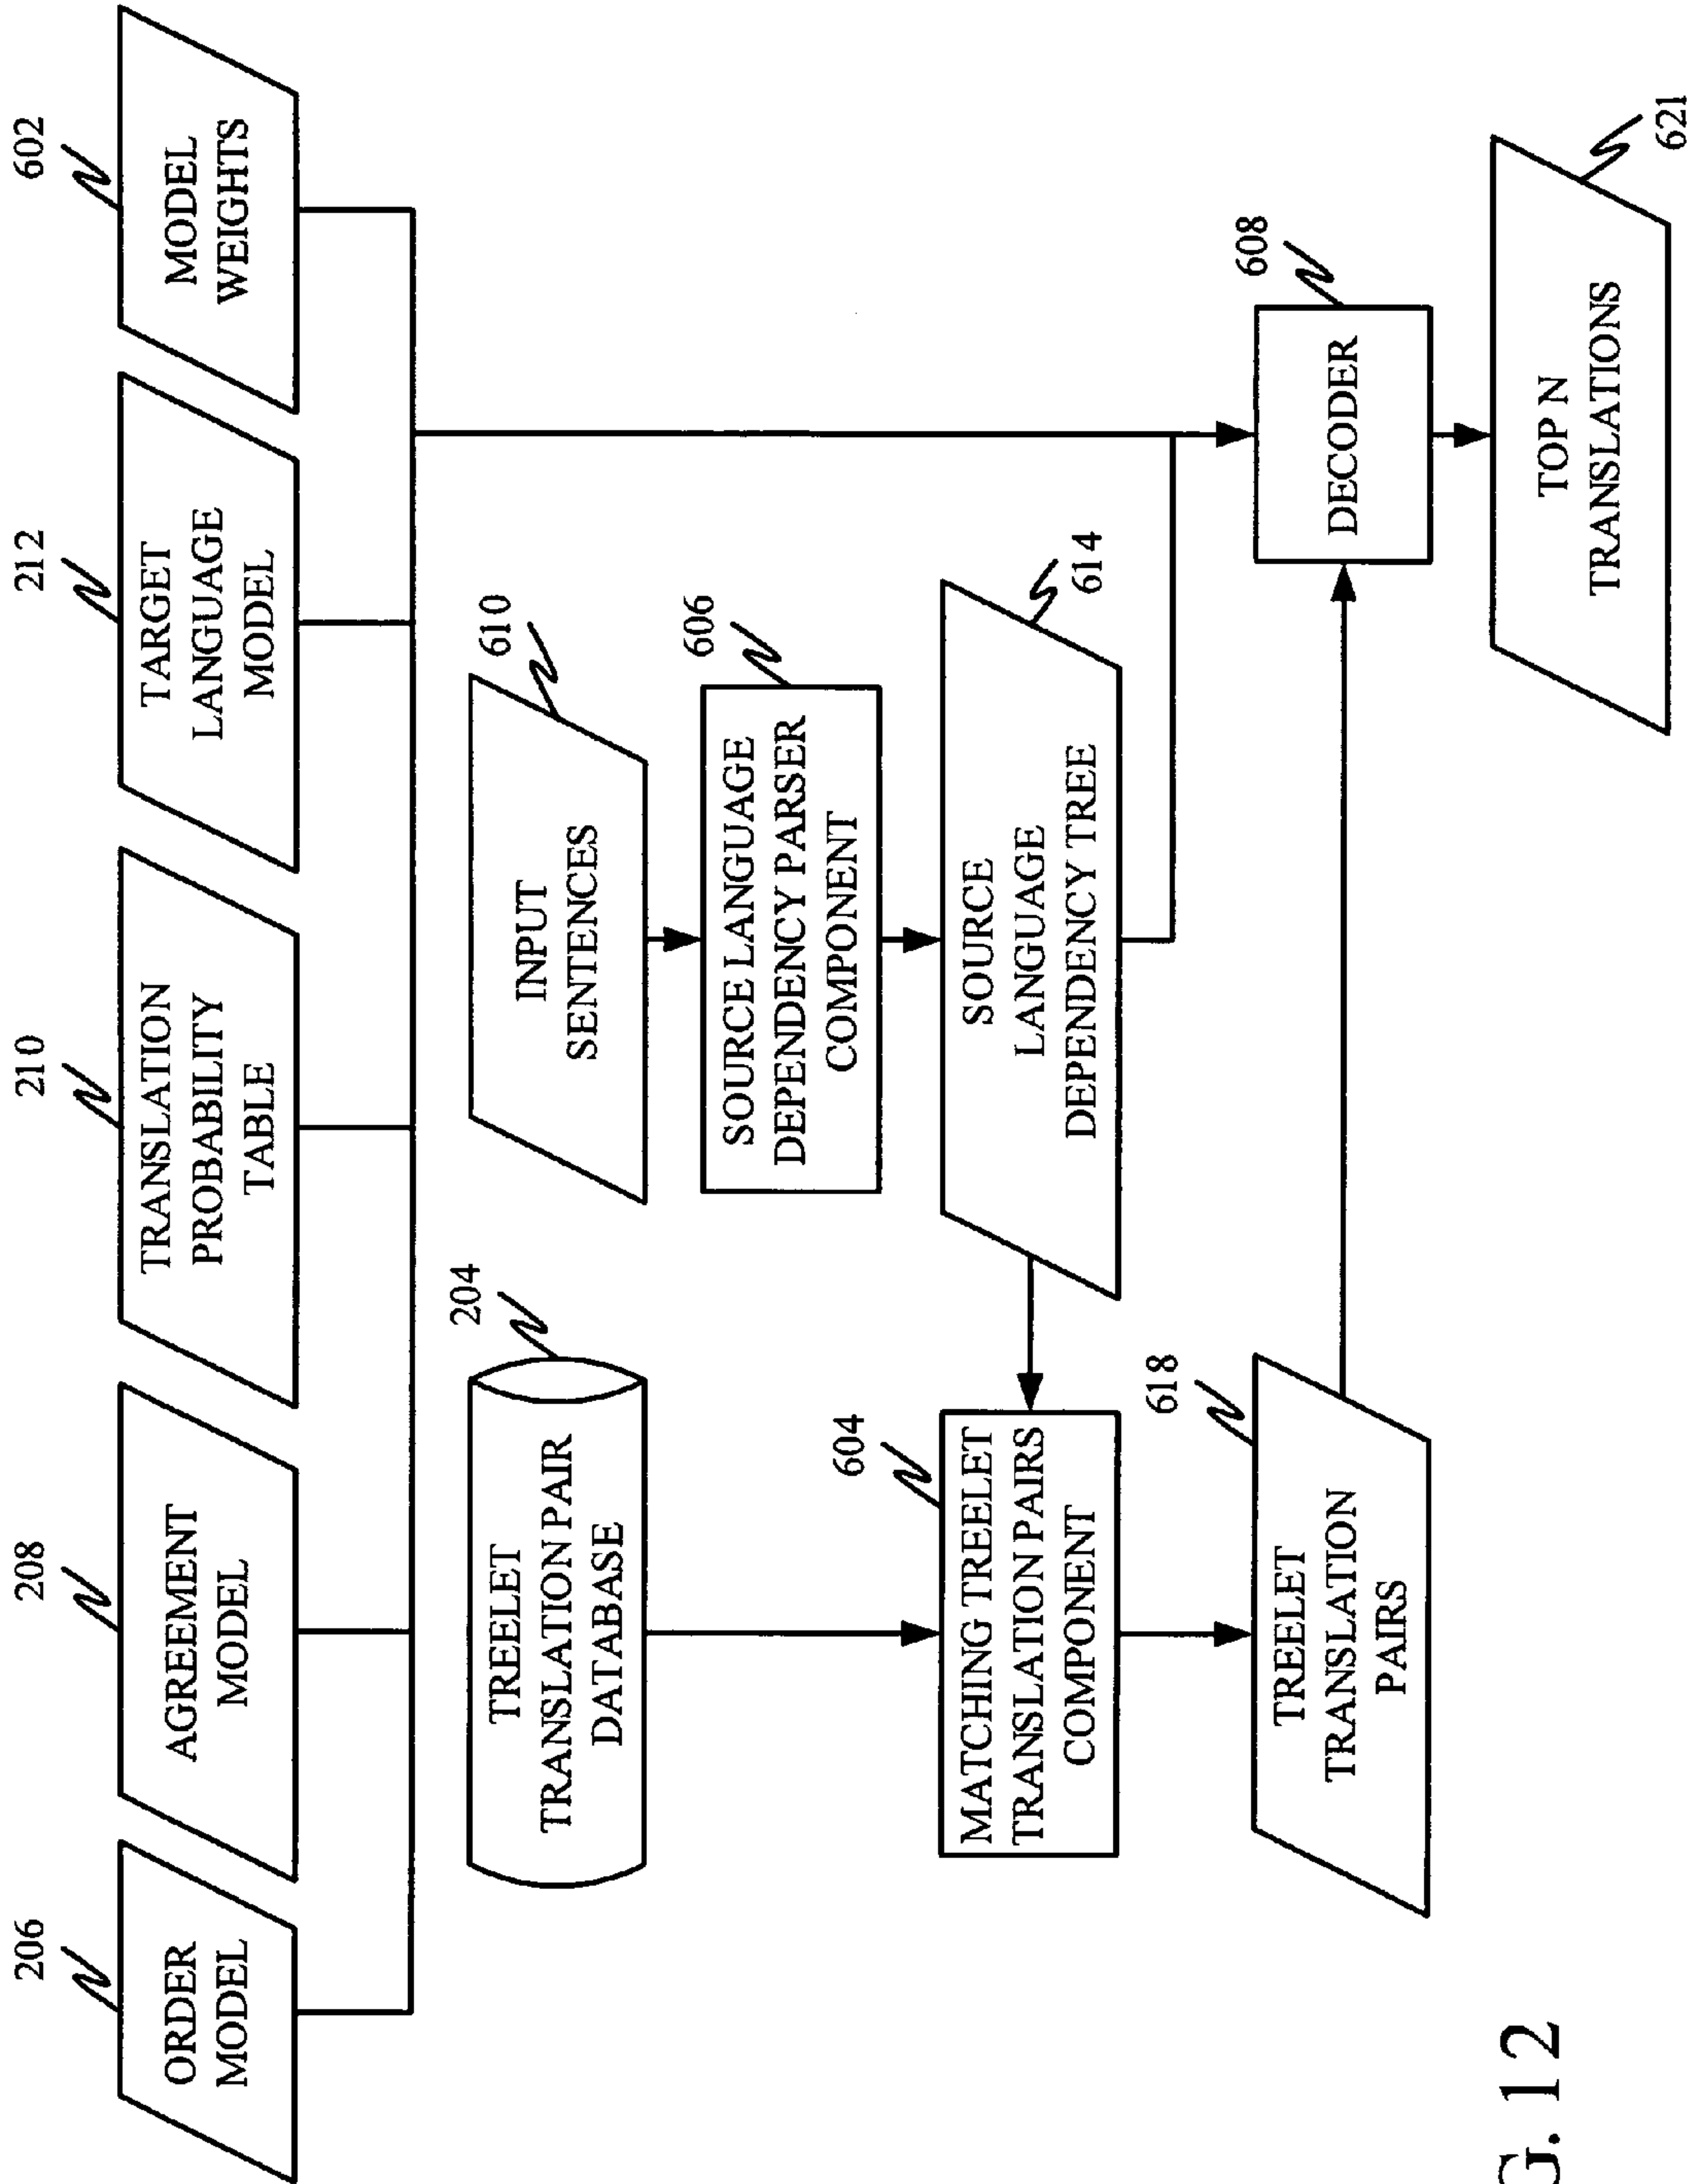 206
ORDER
MODEL
208
AGREEMENT
MODEL
210
TRANSLATION
PROBABILITY
TABLE
212
TARGET
LANGUAGE
MODEL
602
MODEL
WEIGHTS
204
TREELET
TRANSLATION PAIR
DATABASE
610
INPUT
SENTENCES
606
SOURCE LANGUAGE
DEPENDENCY PARSER
COMPONENT
604
MATCHING TREELET
TRANSLATION PAIRS
COMPONENT
SOURCE
LANGUAGE
DEPENDENCY TREE
614
618
TREELET
TRANSLATION
PAIRS
608
DECODER
TOP N
TRANSLATIONS
621
G. 12